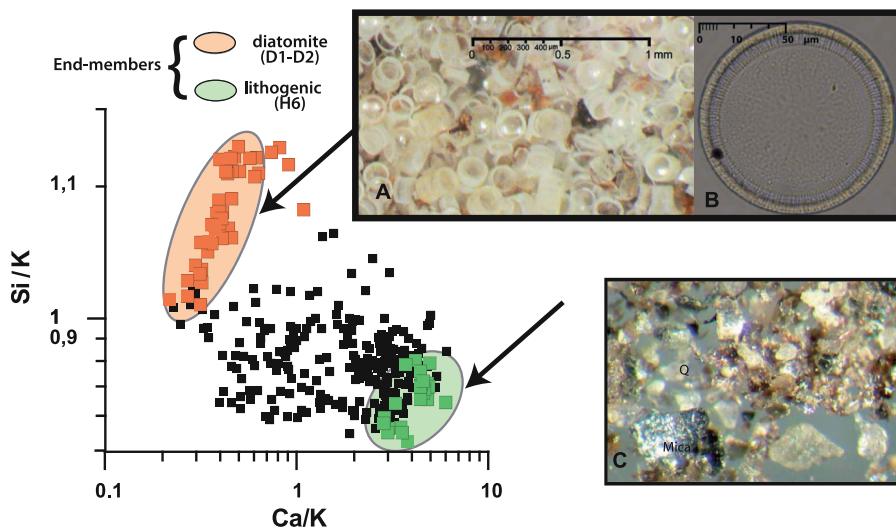 End-members
diatomite
(D1-D2)
lithogenic
(H6)
Si/K
1,1
1
0,9
0.1
1
10
Ca/K
0
100 200 300 400 µm
0.5
1 mm
A
0 10 50 µm
B
Q
Mica
C